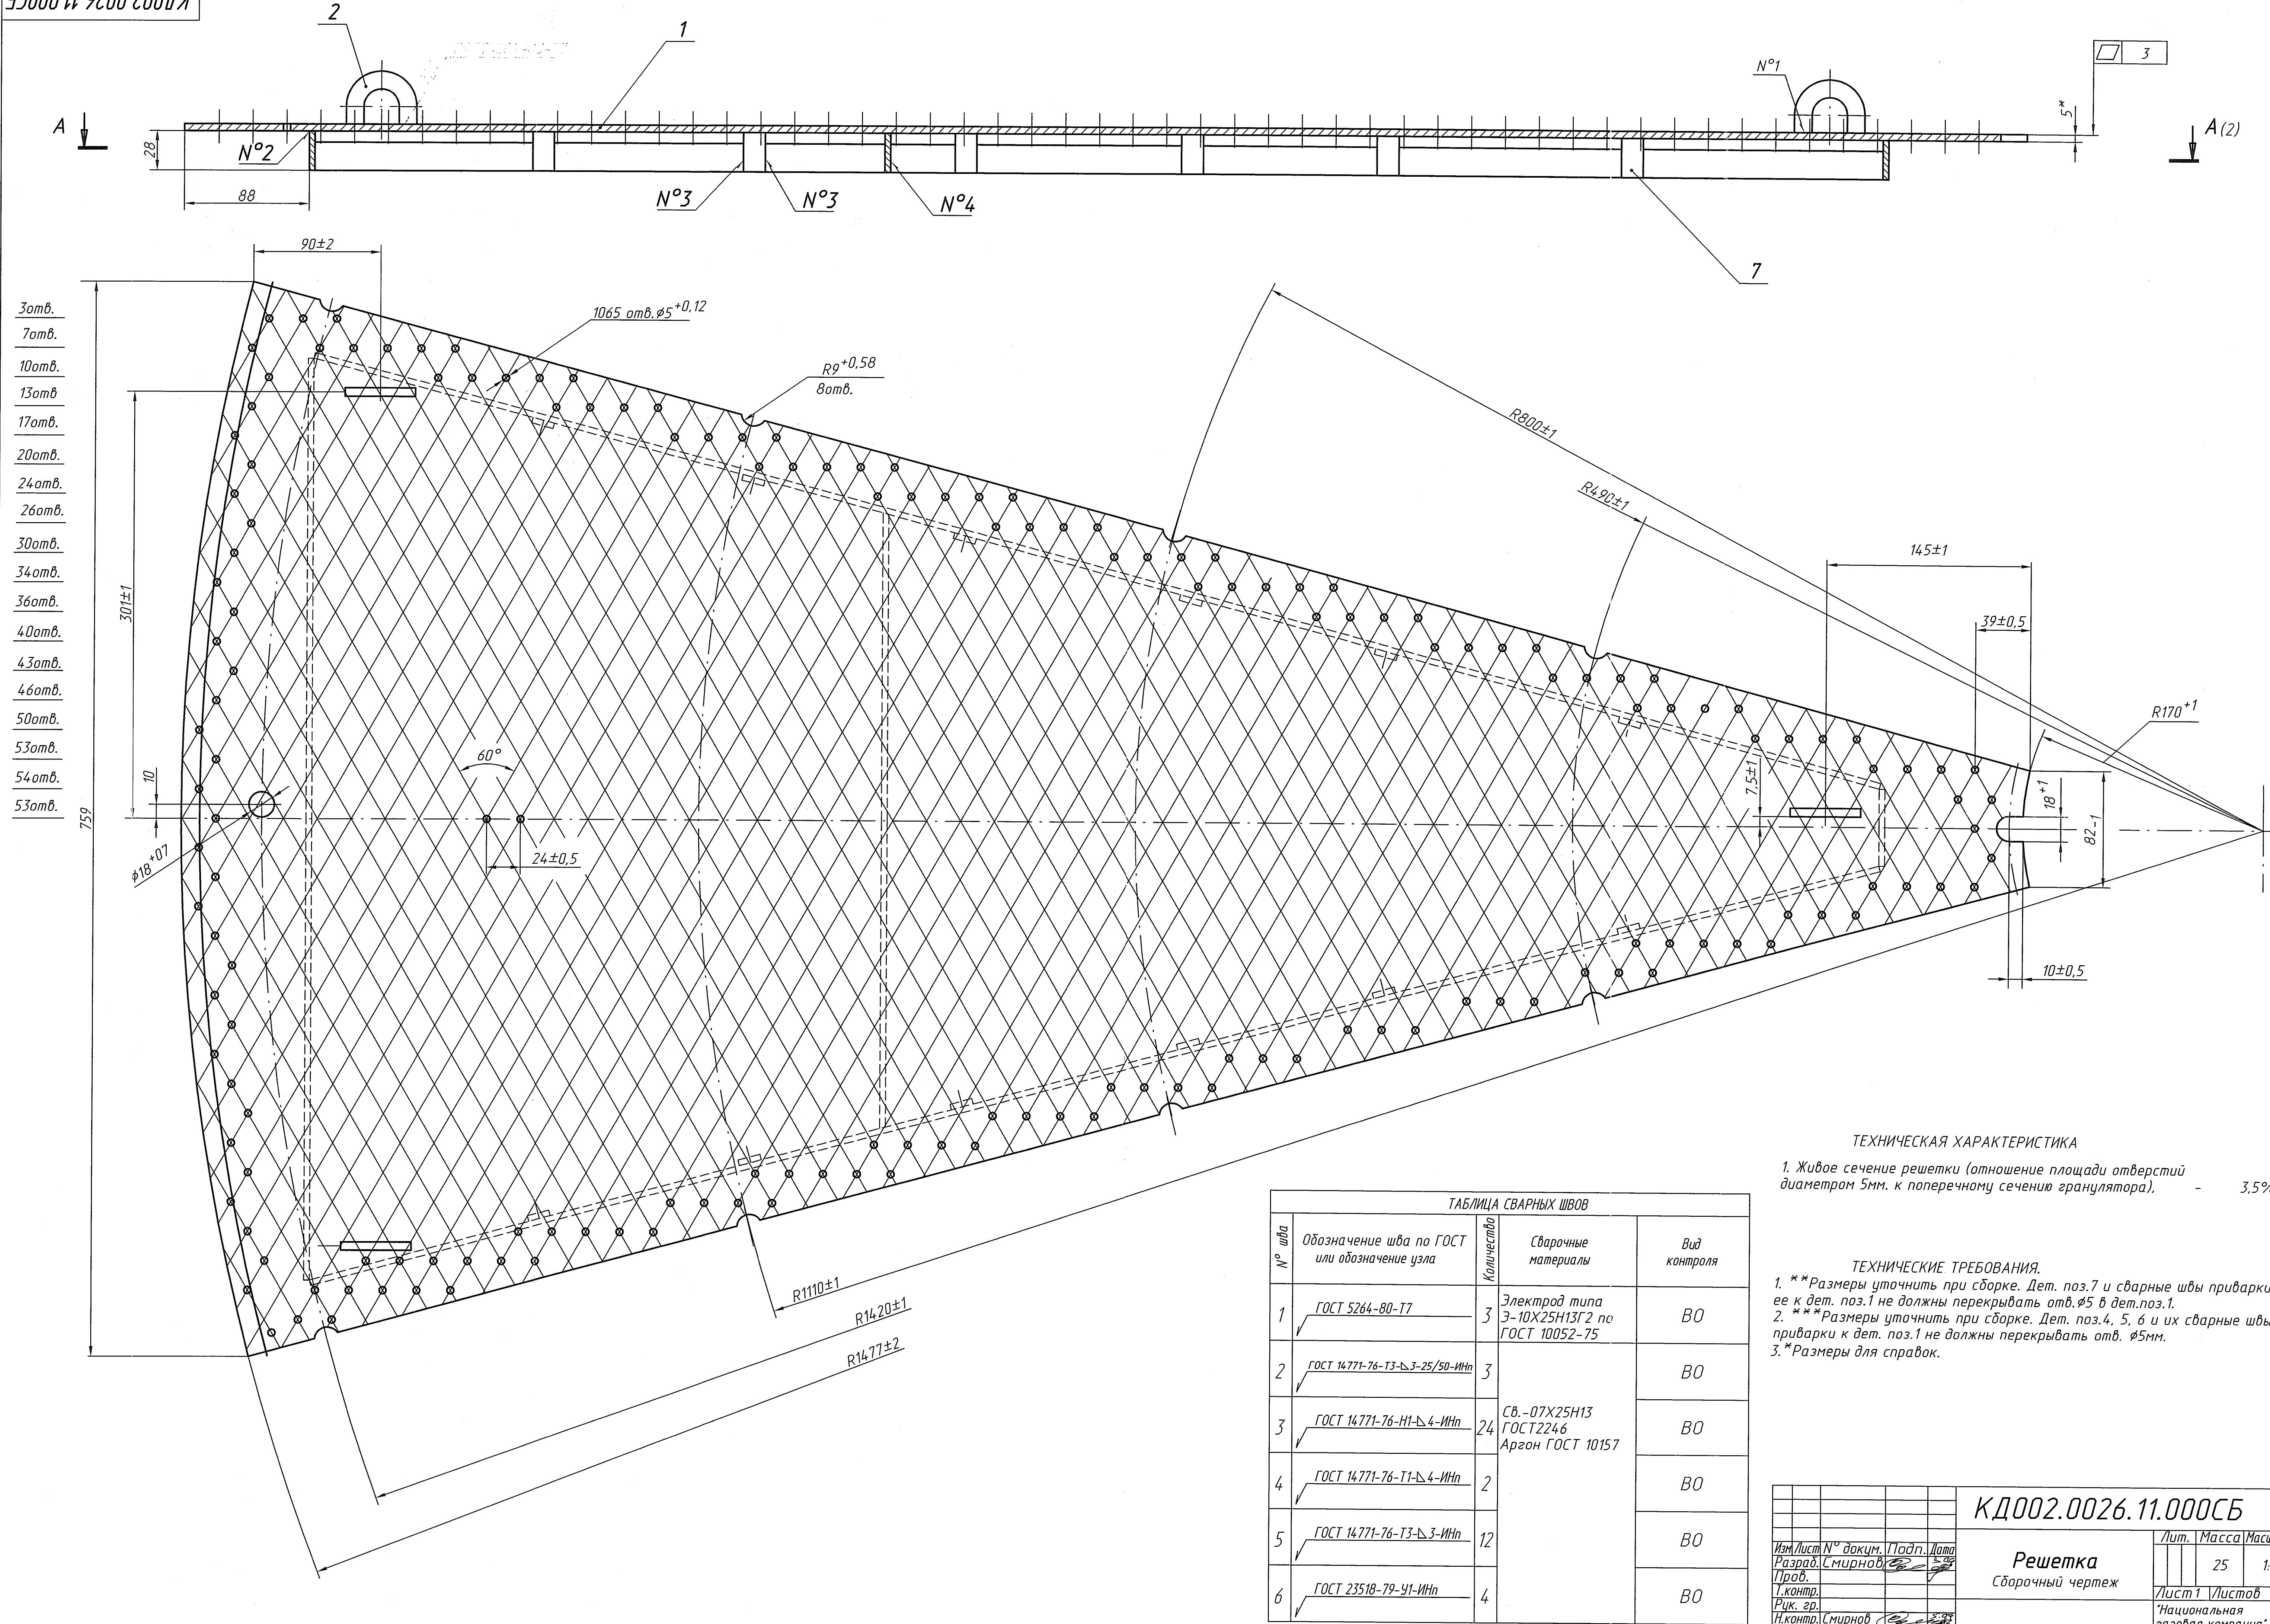 КД002.0026.11.000СБ
2
1
N°1
3
5*
А
А(2)
28
N°2
88
N°3
N°3
N°4
7
90±2
3отв.
7отв.
10отв.
13отв
17отв.
20отв.
24отв.
26отв.
30отв.
34отв.
36отв.
40отв.
43отв.
46отв.
50отв.
53отв.
54отв.
53отв.
1065 отв.⌀5+0,12
R9+0,58
8отв.
R800±1
R490±1
145±1
39±0,5
R170+1
301±1
10
759
⌀18+07
60°
24±0,5
7,5±1
18+1
82-1
10±0,5
R1110±1
R1420±1
R1477±2
ТЕХНИЧЕСКАЯ ХАРАКТЕРИСТИКА
1. Живое сечение решетки (отношение площади отверстий
диаметром 5мм. к поперечному сечению гранулятора), - 3,5%
ТЕХНИЧЕСКИЕ ТРЕБОВАНИЯ.
1. **Размеры уточнить при сборке. Дет. поз.7 и сварные швы приварки
ее к дет. поз.1 не должны перекрывать отв.⌀5 в дет.поз.1.
2. ***Размеры уточнить при сборке. Дет. поз.4, 5, 6 и их сварные швы
приварки к дет. поз.1 не должны перекрывать отв. ⌀5мм.
3.*Размеры для справок.
ТАБЛИЦА СВАРНЫХ ШВОВ
N° шва
Обозначение шва по ГОСТ
или обозначение узла
Количество
Сварочные
материалы
Вид
контроля
1 ГОСТ 5264-80-Т7 3 Электрод типа
Э-10Х25Н13Г2 по
ГОСТ 10052-75
ВО
2 ГОСТ 14771-76-Т3-⊿3-25/50-ИНп 3 ВО
3 ГОСТ 14771-76-Н1-⊿4-ИНп 24 Св.-07Х25Н13
ГОСТ2246
Аргон ГОСТ 10157
ВО
4 ГОСТ 14771-76-Т1-⊿4-ИНп 2 ВО
5 ГОСТ 14771-76-Т3-⊿3-ИНп 12 ВО
6 ГОСТ 23518-79-У1-ИНп 4 ВО
КД002.0026.11.000СБ
Изм Лист N° докум. Подп. Дата
Разраб. Смирнов
Пров.
Т.контр.
Рук. гр.
Н.контр. Смирнов
Решетка
Сборочный чертеж
Лит. Масса
25
Лист 1 Листов
"Национальная
газовая компания"